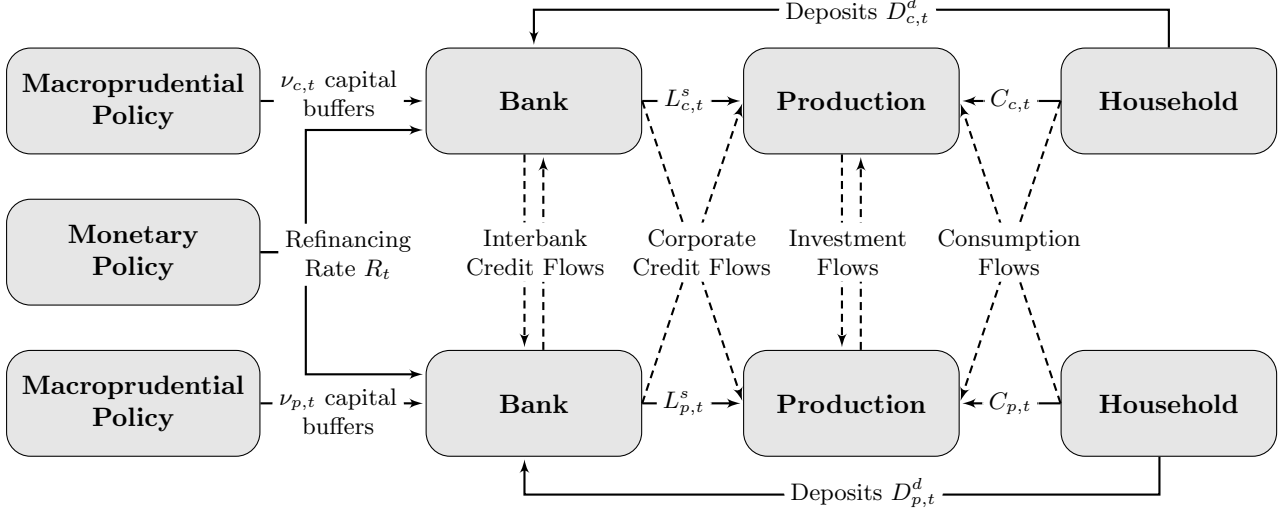 Deposits $D^d_{c,t}$
Macroprudential
Policy
$\nu_{c,t}$ capital
buffers
Bank
$L^s_{c,t}$
Production
$C_{c,t}$
Household
Monetary
Policy
Refinancing
Rate $R_t$
Interbank
Credit Flows
Corporate
Credit Flows
Investment
Flows
Consumption
Flows
Macroprudential
Policy
$\nu_{p,t}$ capital
buffers
Bank
$L^s_{p,t}$
Production
$C_{p,t}$
Household
Deposits $D^d_{p,t}$